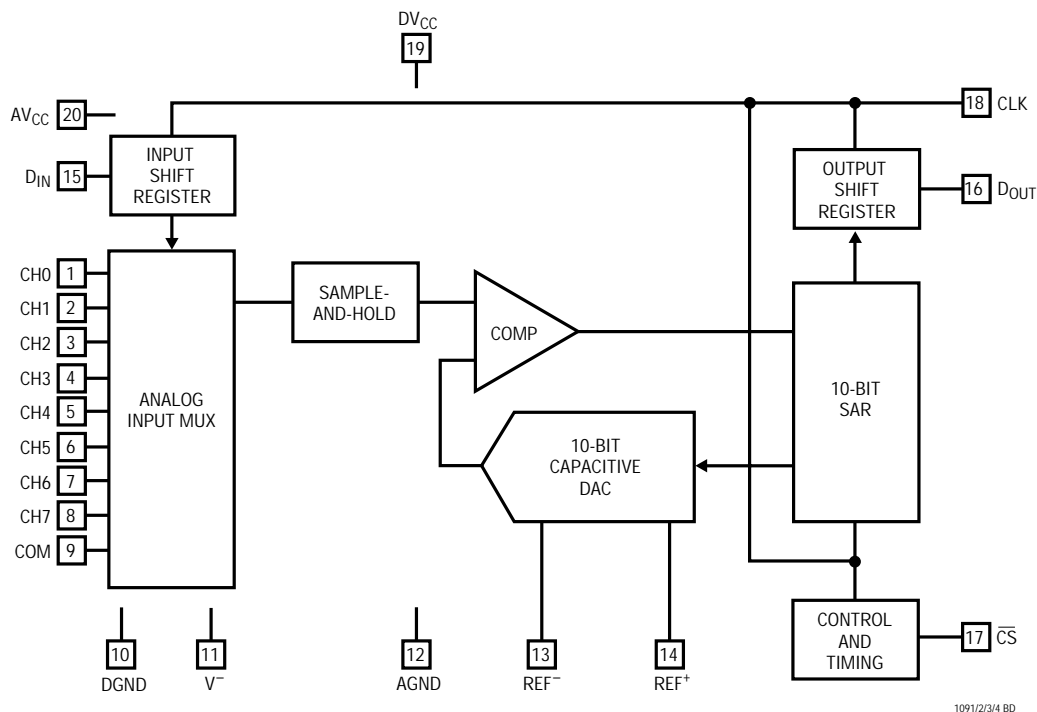 DVCC
19
AVCC 20
18 CLK
DIN 15
INPUT
SHIFT
REGISTER
OUTPUT
SHIFT
REGISTER
16 DOUT
CH0 1
CH1 2
CH2 3
CH3 4
CH4 5
CH5 6
CH6 7
CH7 8
COM 9
ANALOG
INPUT MUX
SAMPLE-
AND-HOLD
COMP
10-BIT
CAPACITIVE
DAC
10-BIT
SAR
CONTROL
AND
TIMING
17 C̅S̅
10
DGND
11
V–
12
AGND
13
REF–
14
REF+
1091/2/3/4 BD